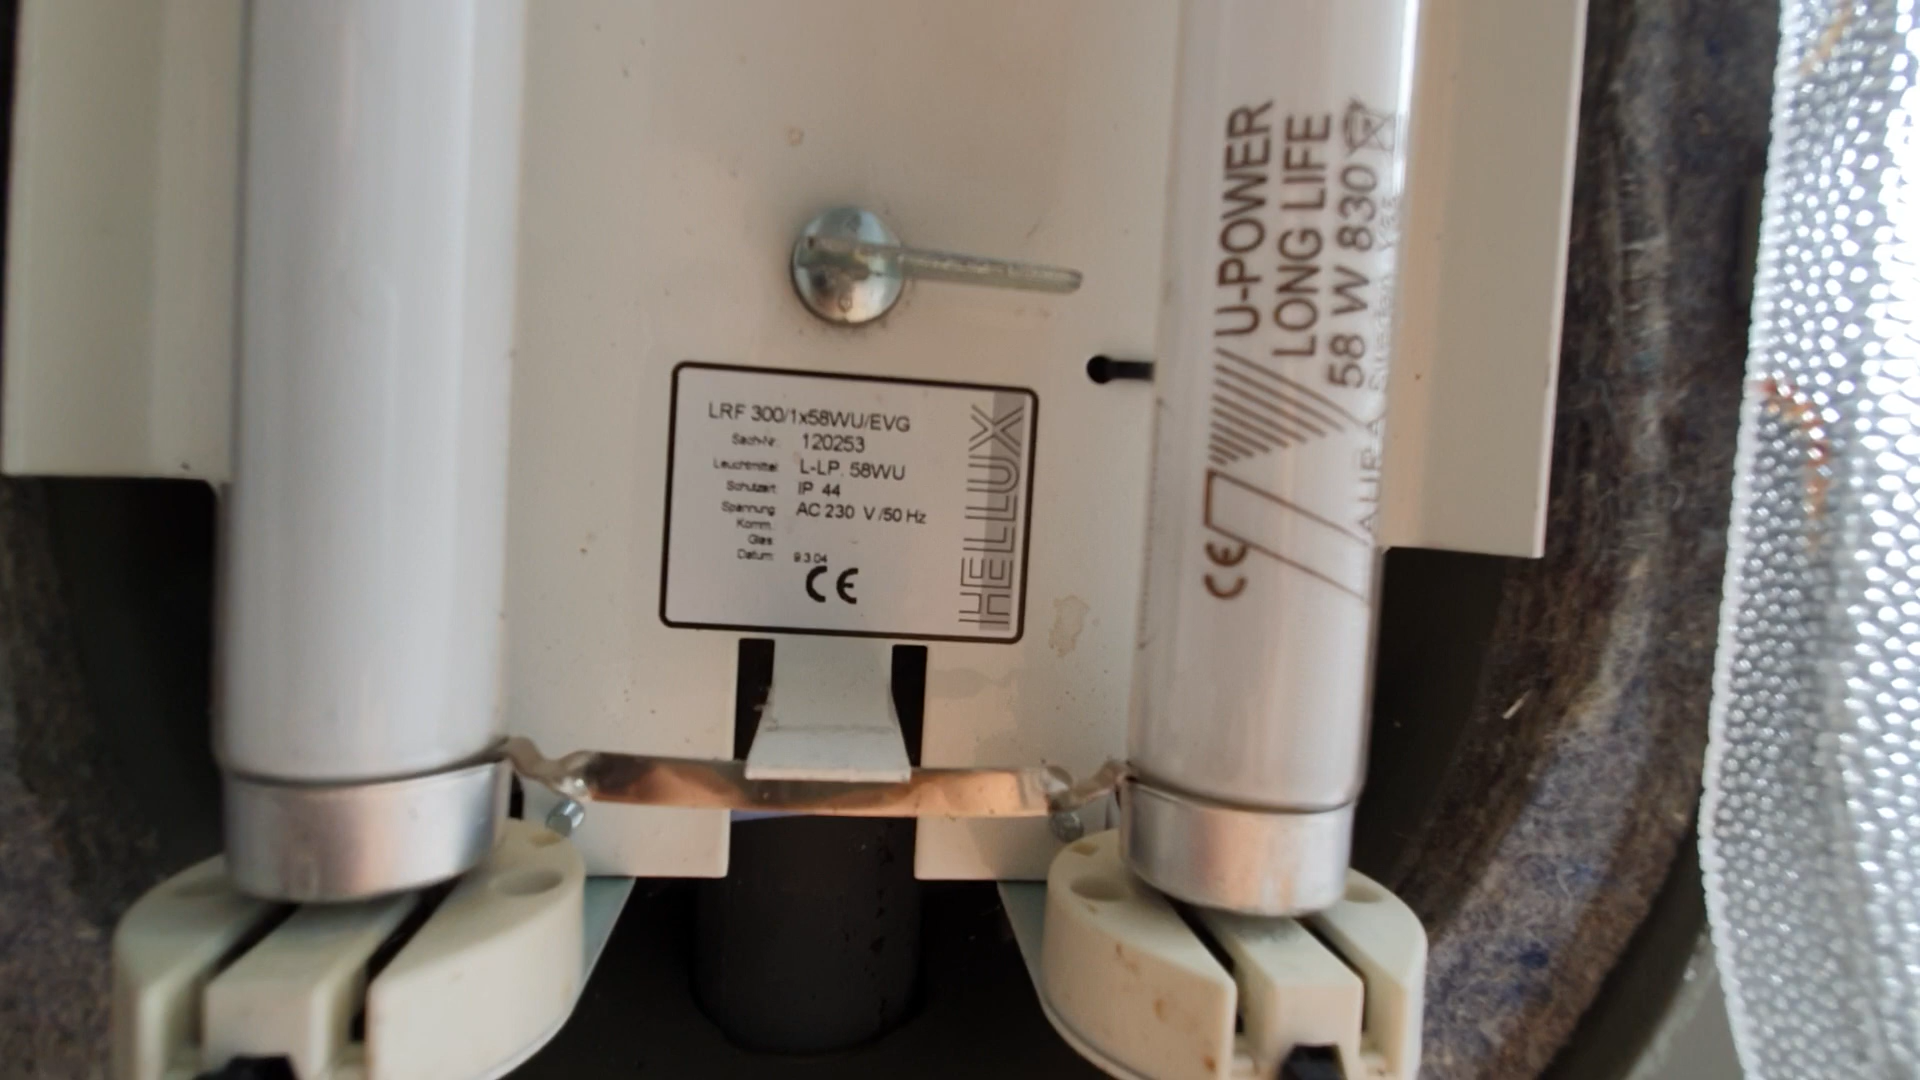 LRF 300/1x58WU/EVG
Sach-Nr. 120253
Leuchtmittel L-LP. 58WU
Schutzart IP 44
Spannung AC 230 V/50 Hz
Komm.
Glas
Datum 9.3.04
CE
HELLUX
U-POWER
LONG LIFE
58 W 830
AURA
CE